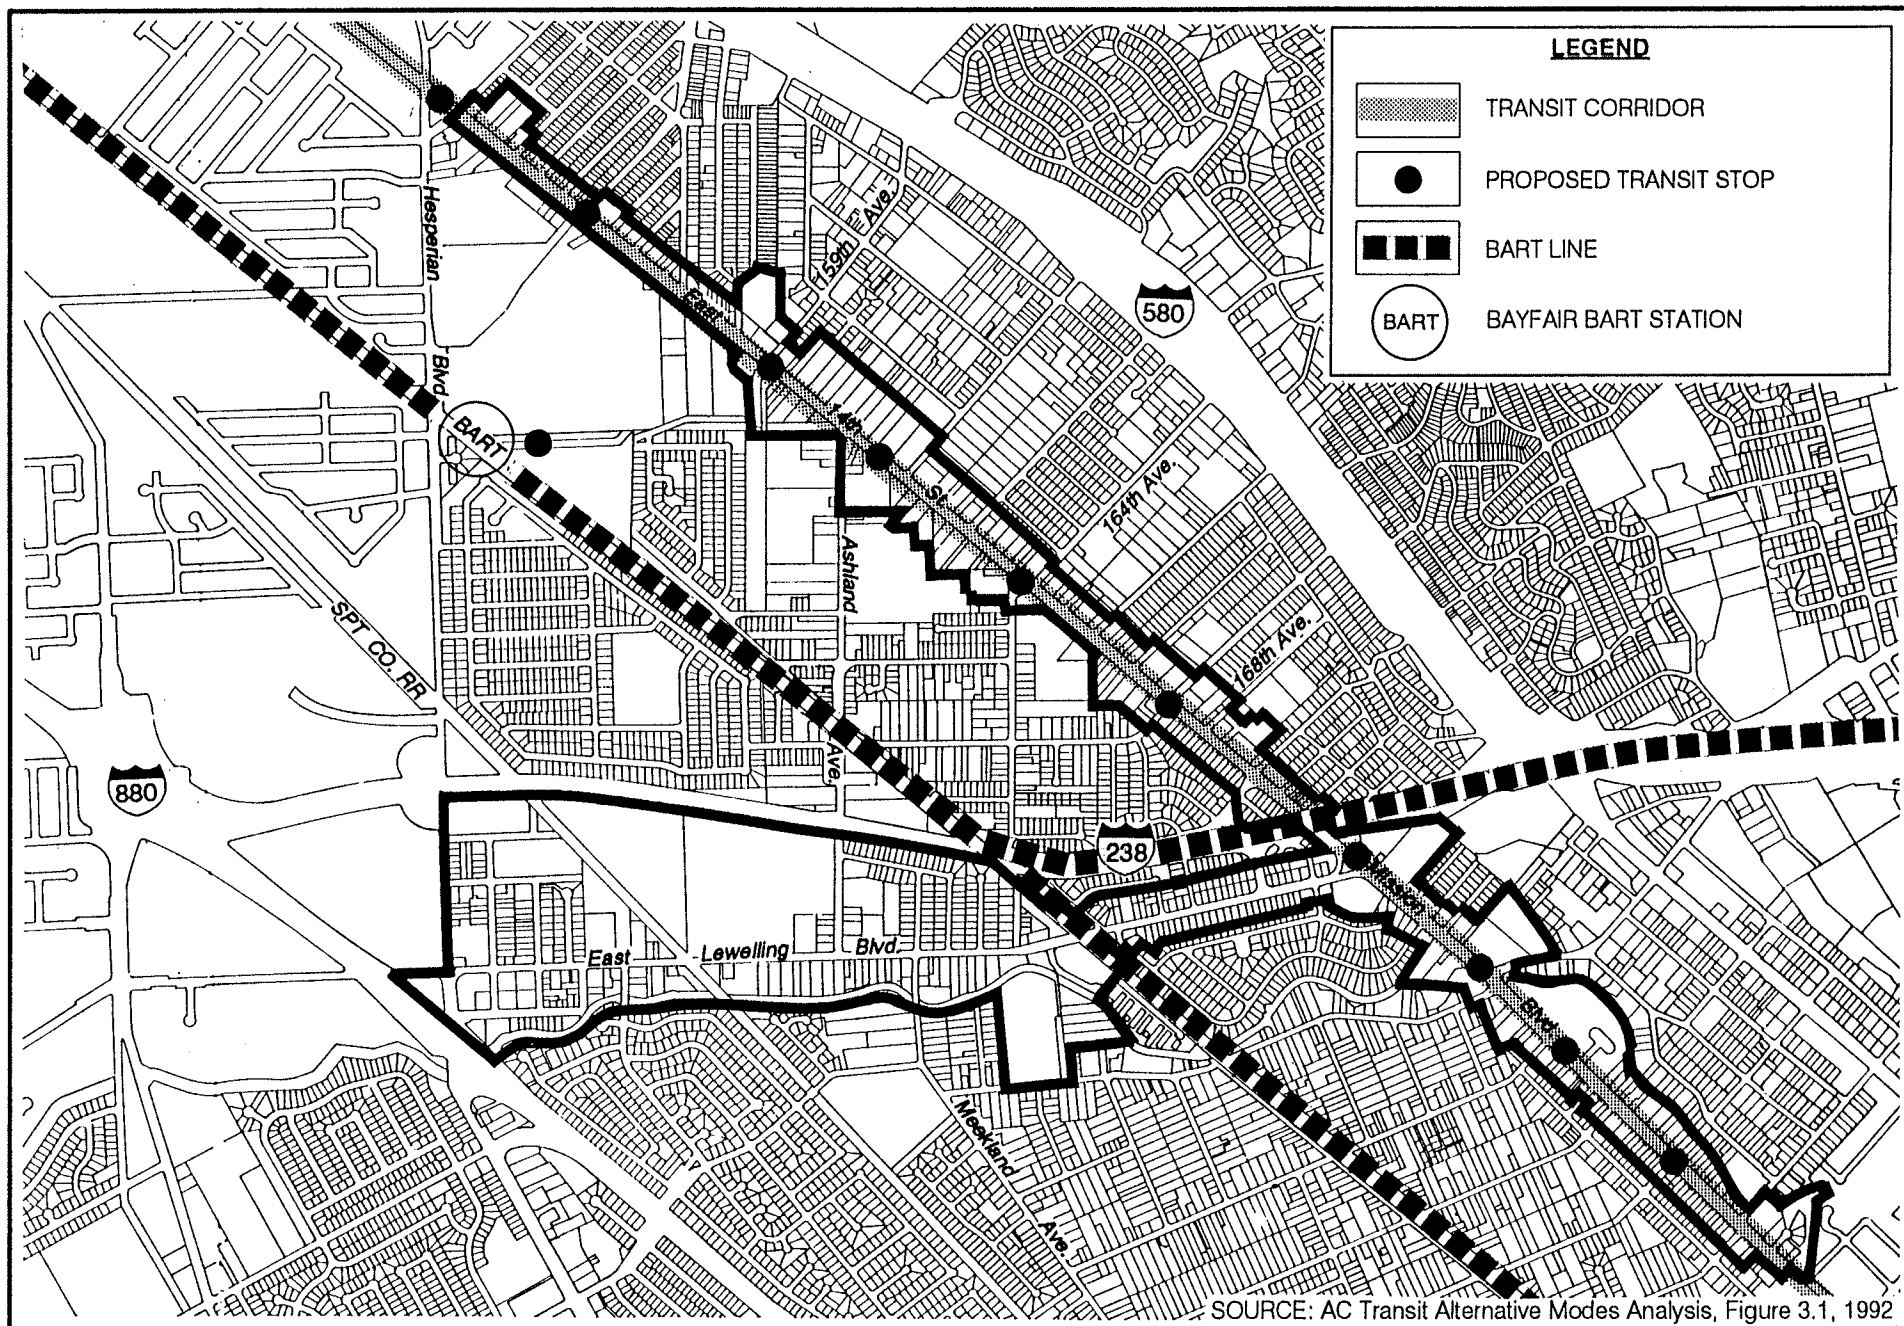 LEGEND
TRANSIT CORRIDOR
PROPOSED TRANSIT STOP
BART LINE
BART
BAYFAIR BART STATION
Hesperian
Blvd.
159th Ave.
580
East
14th
St.
BART
164th Ave.
Ashland
Ave.
168th Ave.
SPT CO. RR
880
238
Mission
Blvd.
East Lewelling Blvd.
Meekland
Ave.
SOURCE: AC Transit Alternative Modes Analysis, Figure 3.1, 1992